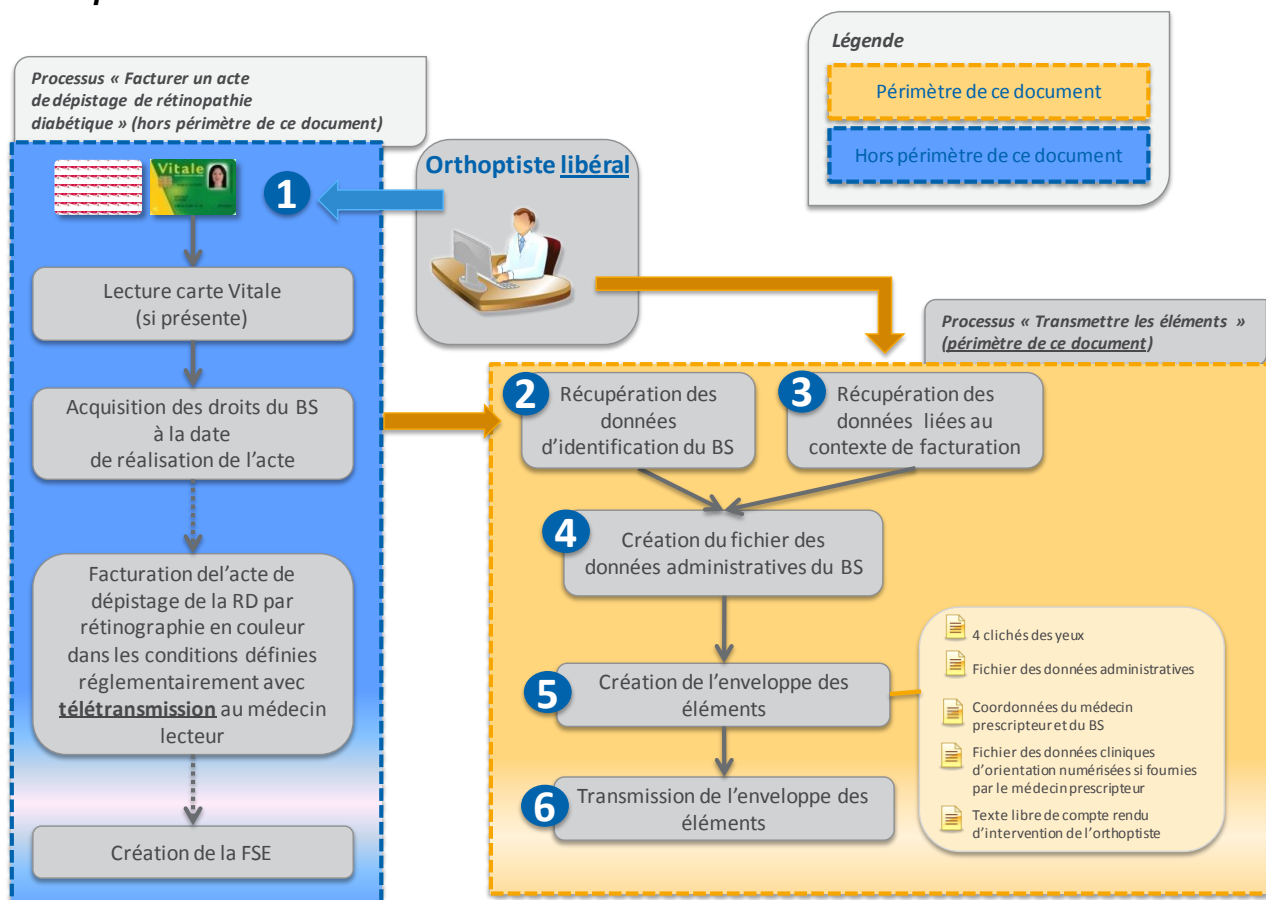 Légende
Périmètre de ce document
Hors périmètre de ce document
Processus « Facturer un acte
de dépistage de rétinopathie
diabétique » (hors périmètre de ce document)
Vitale
1
Orthoptiste libéral
Lecture carte Vitale
(si présente)
Acquisition des droits du BS
à la date
de réalisation de l'acte
Facturation del'acte de
dépistage de la RD par
rétinographie en couleur
dans les conditions définies
réglementairement avec
télétransmission au médecin
lecteur
Création de la FSE
Processus « Transmettre les éléments »
(périmètre de ce document)
2
Récupération des
données
d'identification du BS
3
Récupération des
données liées au
contexte de facturation
4
Création du fichier des
données administratives du BS
5
Création de l'enveloppe des
éléments
6
Transmission de l'enveloppe des
éléments
4 clichés des yeux
Fichier des données administratives
Coordonnées du médecin
prescripteur et du BS
Fichier des données cliniques
d'orientation numérisées si fournies
par le médecin prescripteur
Texte libre de compte rendu
d'intervention de l'orthoptiste